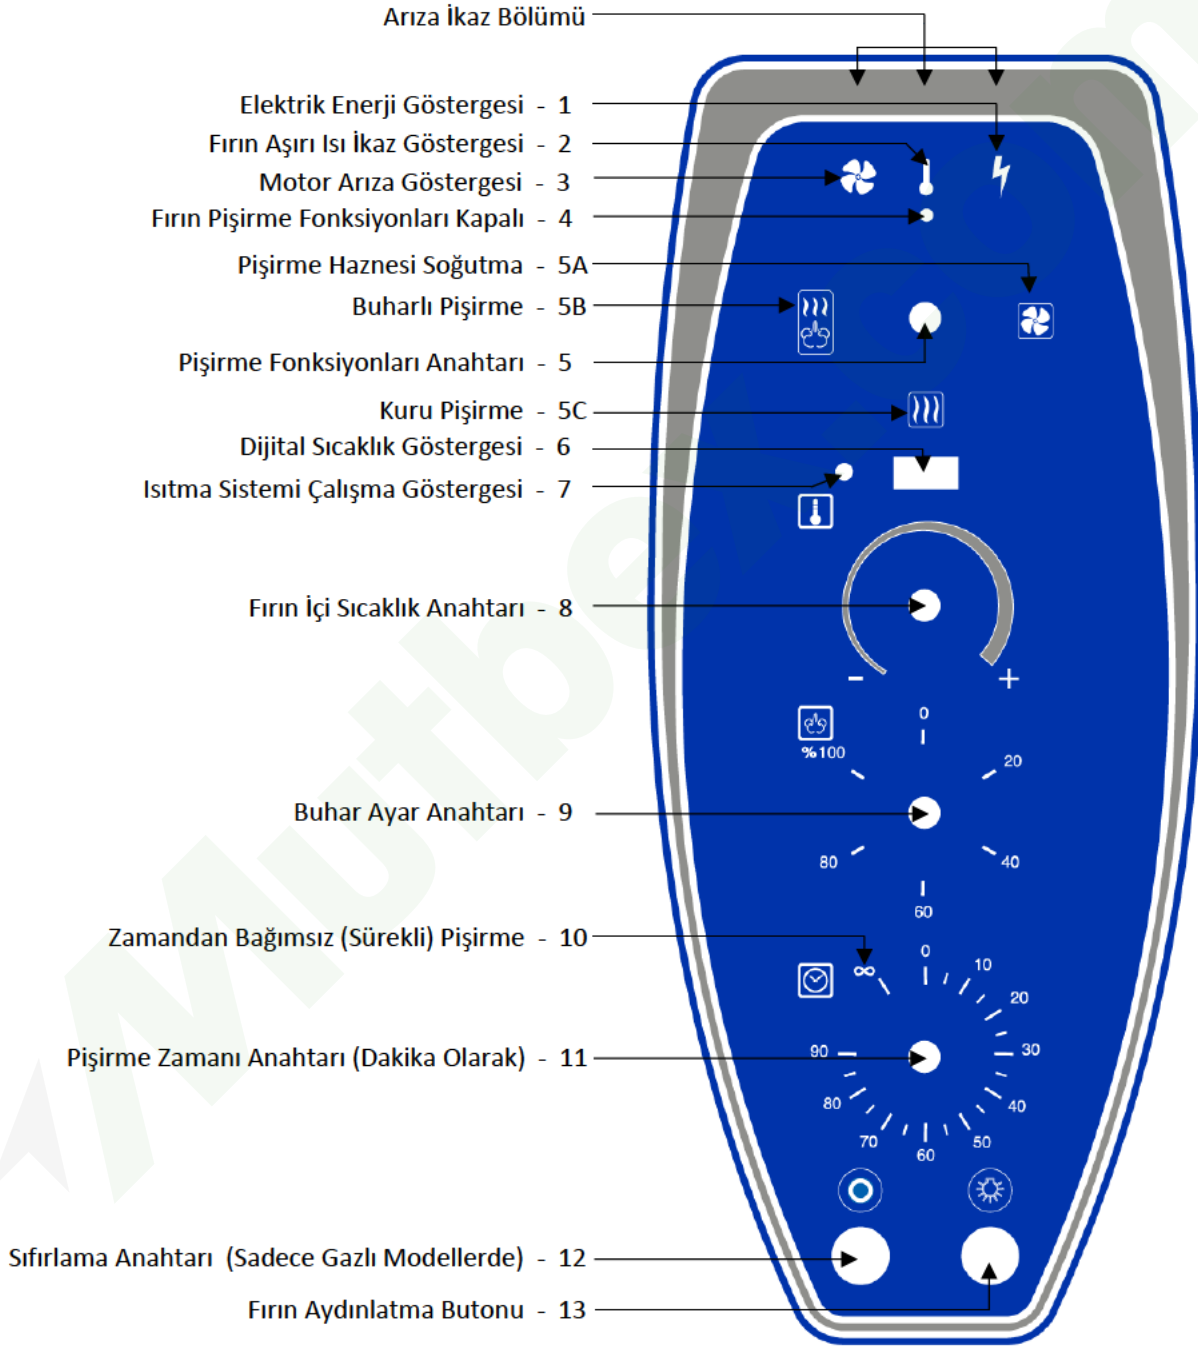 Arıza İkaz Bölümü
Elektrik Enerji Göstergesi - 1
Fırın Aşırı Isı İkaz Göstergesi - 2
Motor Arıza Göstergesi - 3
Fırın Pişirme Fonksiyonları Kapalı - 4
Pişirme Haznesi Soğutma - 5A
Buharlı Pişirme - 5B
Pişirme Fonksiyonları Anahtarı - 5
Kuru Pişirme - 5C
Dijital Sıcaklık Göstergesi - 6
Isıtma Sistemi Çalışma Göstergesi - 7
Fırın İçi Sıcaklık Anahtarı - 8
- +
0
%100 20
Buhar Ayar Anahtarı - 9
80 40
60
Zamandan Bağımsız (Sürekli) Pişirme - 10
0
∞ 10
20
Pişirme Zamanı Anahtarı (Dakika Olarak) - 11
90 30
80 40
70 50
60
Sıfırlama Anahtarı (Sadece Gazlı Modellerde) - 12
Fırın Aydınlatma Butonu - 13
Mutbex.com